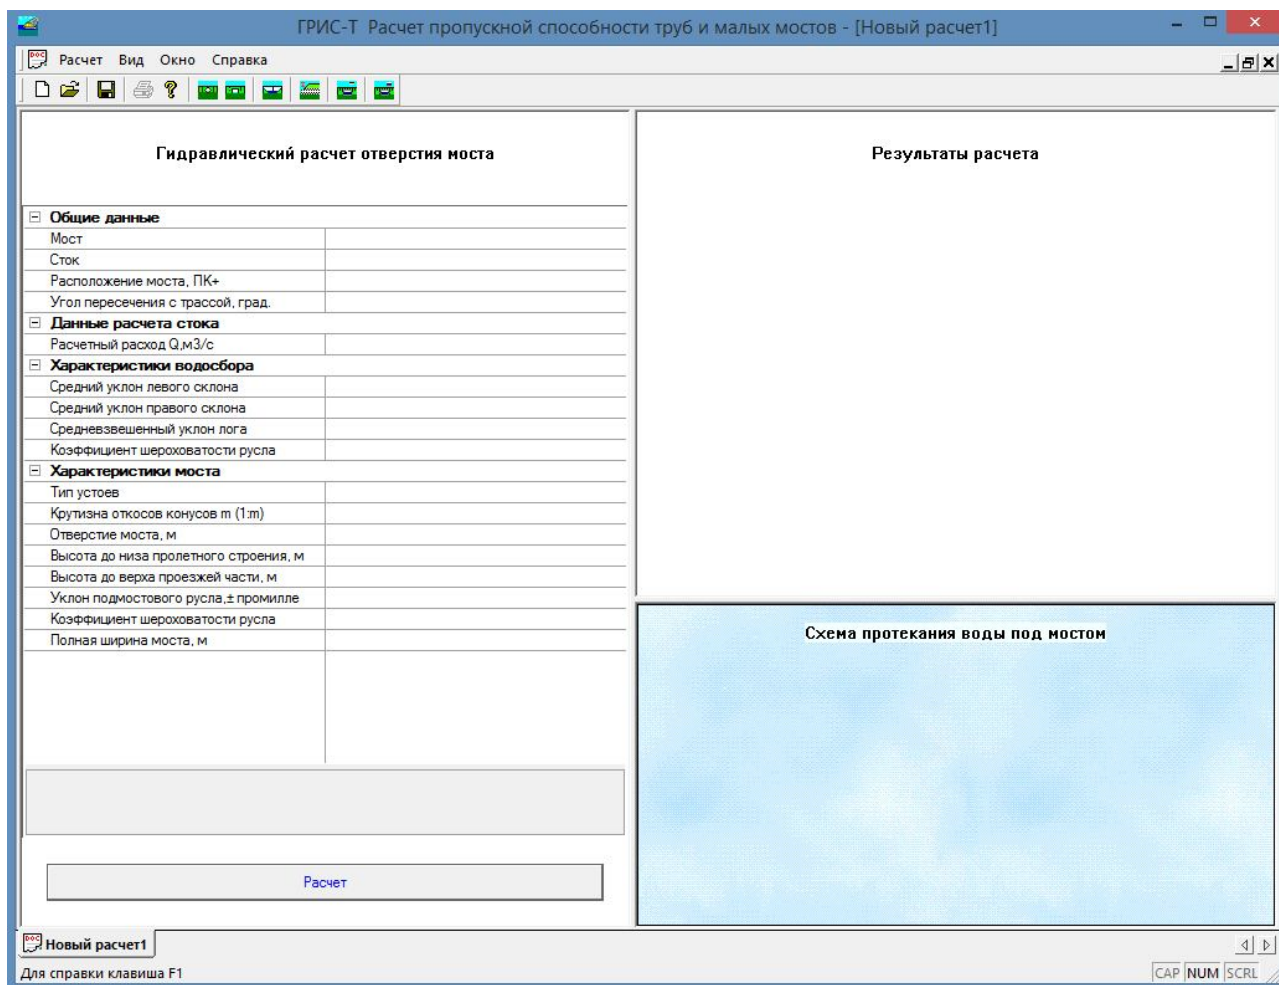 ГРИС-Т Расчет пропускной способности труб и малых мостов - [Новый расчет1]
Расчет Вид Окно Справка
Гидравлический расчет отверстия моста
Общие данные
Мост
Сток
Расположение моста, ПК+
Угол пересечения с трассой, град.
Данные расчета стока
Расчетный расход Q,м3/с
Характеристики водосбора
Средний уклон левого склона
Средний уклон правого склона
Средневзвешенный уклон лога
Коэффициент шероховатости русла
Характеристики моста
Тип устоев
Крутизна откосов конусов m (1:m)
Отверстие моста, м
Высота до низа пролетного строения, м
Высота до верха проезжей части, м
Уклон подмостового русла,± промилле
Коэффициент шероховатости русла
Полная ширина моста, м
Расчет
Результаты расчета
Схема протекания воды под мостом
Новый расчет1
Для справки клавиша F1
CAP NUM SCRL